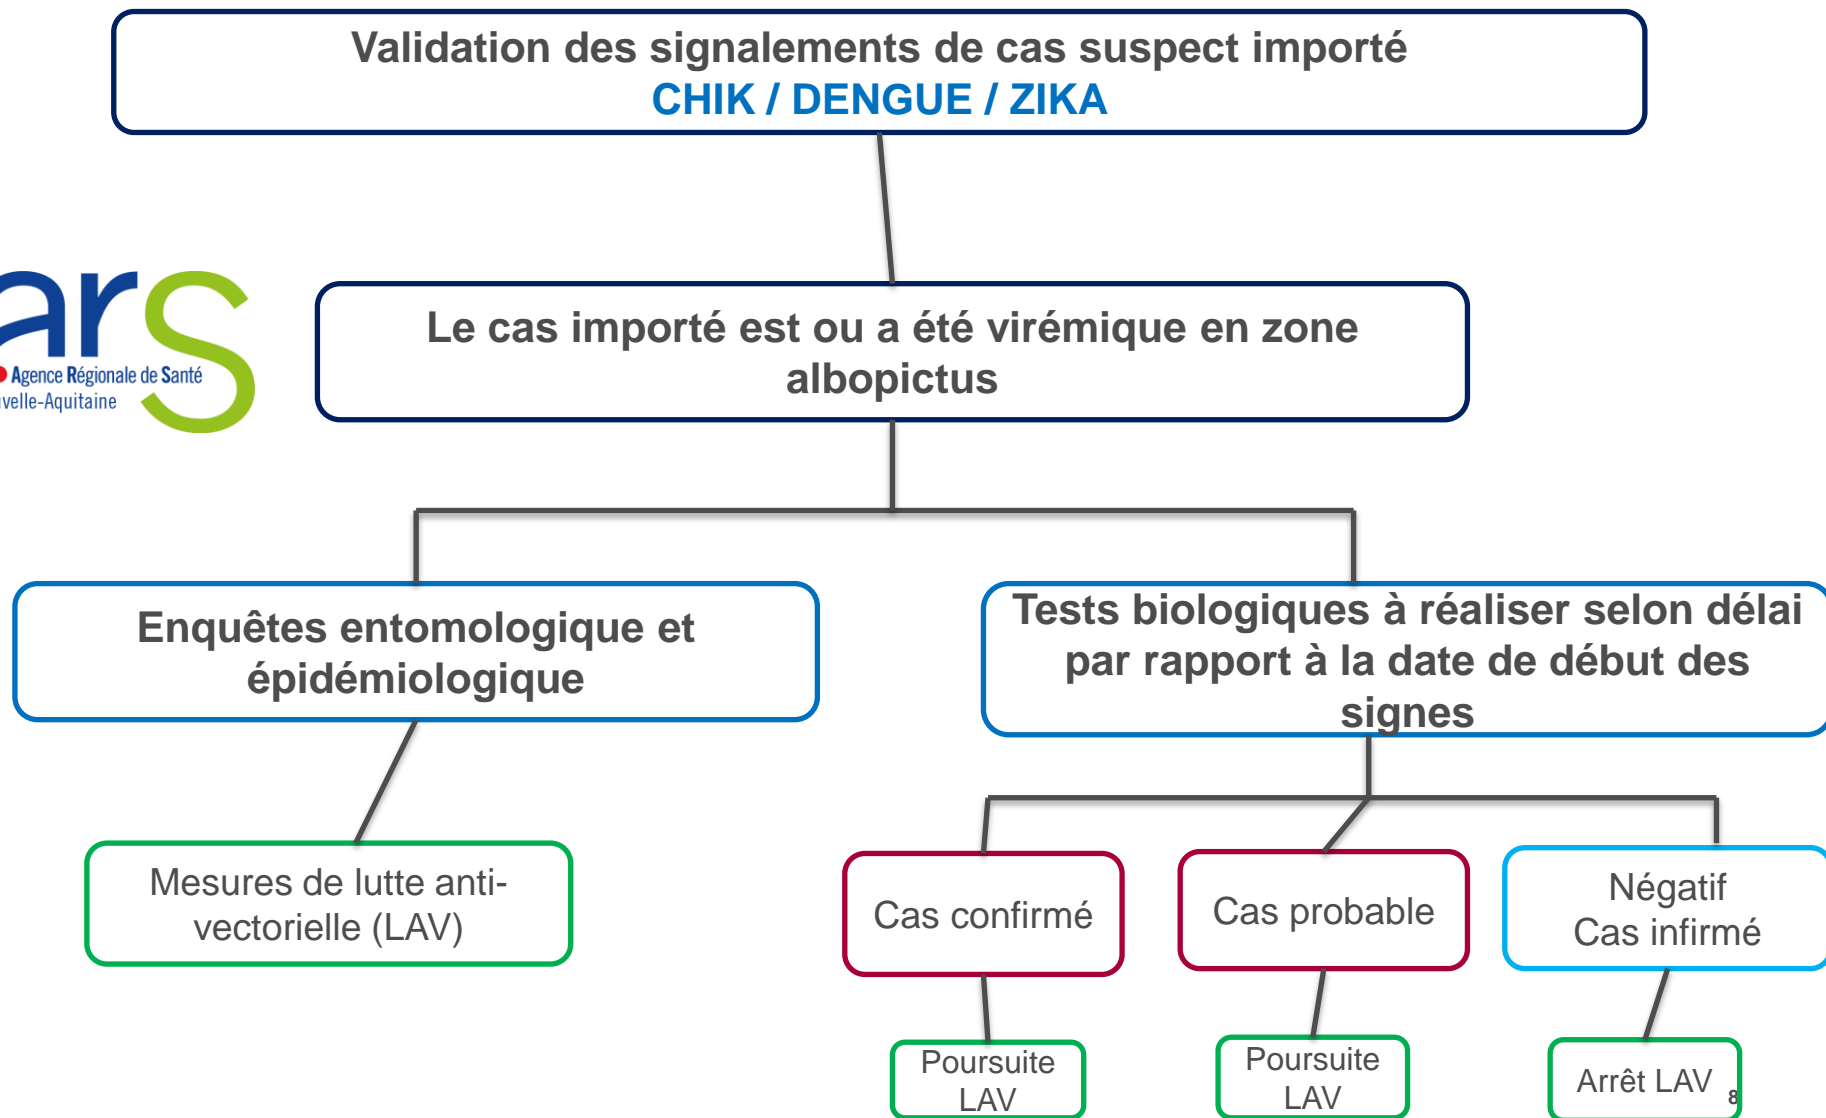 Validation des signalements de cas suspect importé
CHIK / DENGUE / ZIKA
ars
Agence Régionale de Santé
uvelle-Aquitaine
Le cas importé est ou a été virémique en zone
albopictus
Enquêtes entomologique et
épidémiologique
Tests biologiques à réaliser selon délai
par rapport à la date de début des
signes
Mesures de lutte anti-
vectorielle (LAV)
Cas confirmé
Cas probable
Négatif
Cas infirmé
Poursuite
LAV
Poursuite
LAV
Arrêt LAV
8